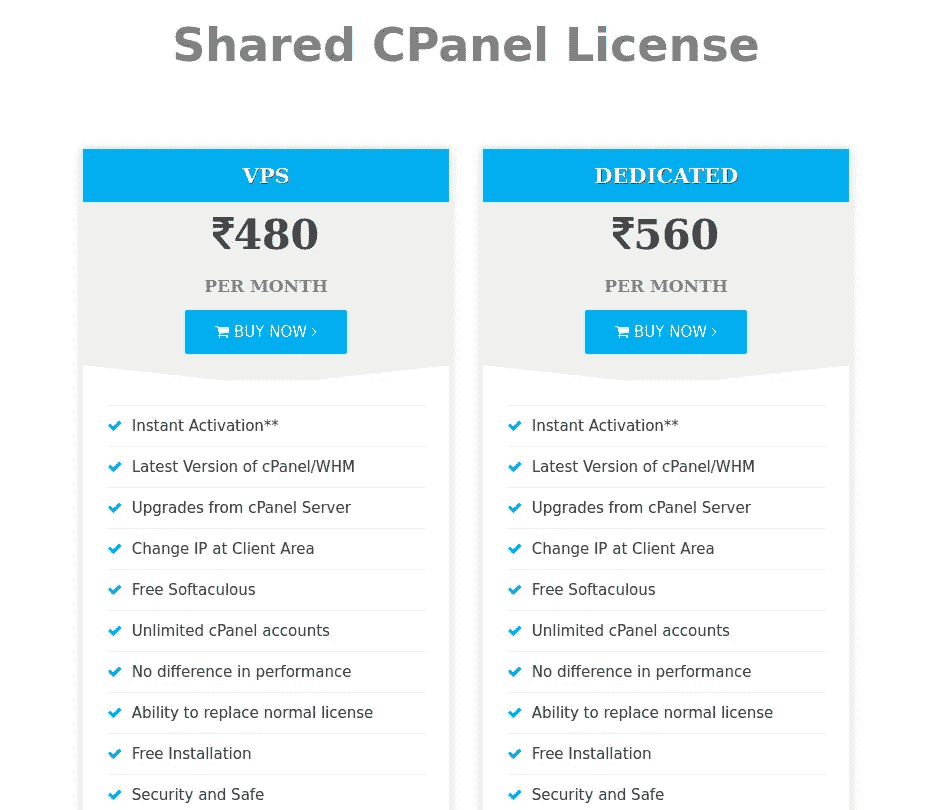 Shared CPanel License
VPS
₹480
PER MONTH
BUY NOW ›
Instant Activation**
Latest Version of cPanel/WHM
Upgrades from cPanel Server
Change IP at Client Area
Free Softaculous
Unlimited cPanel accounts
No difference in performance
Ability to replace normal license
Free Installation
Security and Safe
DEDICATED
₹560
PER MONTH
BUY NOW ›
Instant Activation**
Latest Version of cPanel/WHM
Upgrades from cPanel Server
Change IP at Client Area
Free Softaculous
Unlimited cPanel accounts
No difference in performance
Ability to replace normal license
Free Installation
Security and Safe